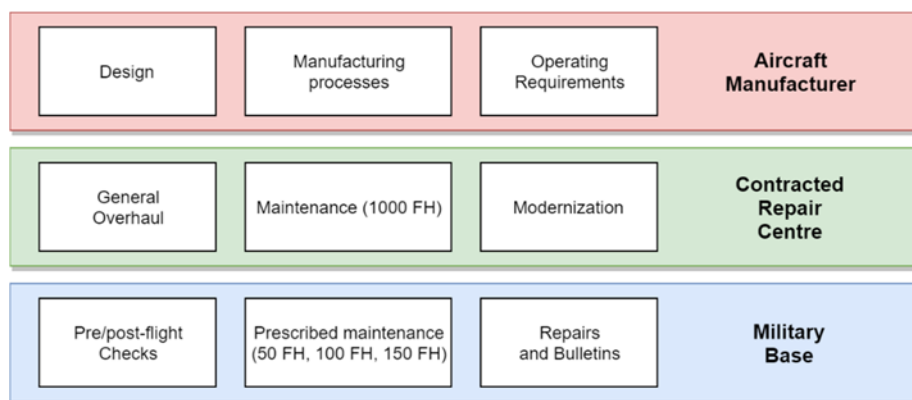 Design
Manufacturing
processes
Operating
Requirements
Aircraft
Manufacturer
General
Overhaul
Maintenance (1000 FH)
Modernization
Contracted
Repair
Centre
Pre/post-flight
Checks
Prescribed maintenance
(50 FH, 100 FH, 150 FH)
Repairs
and Bulletins
Military
Base